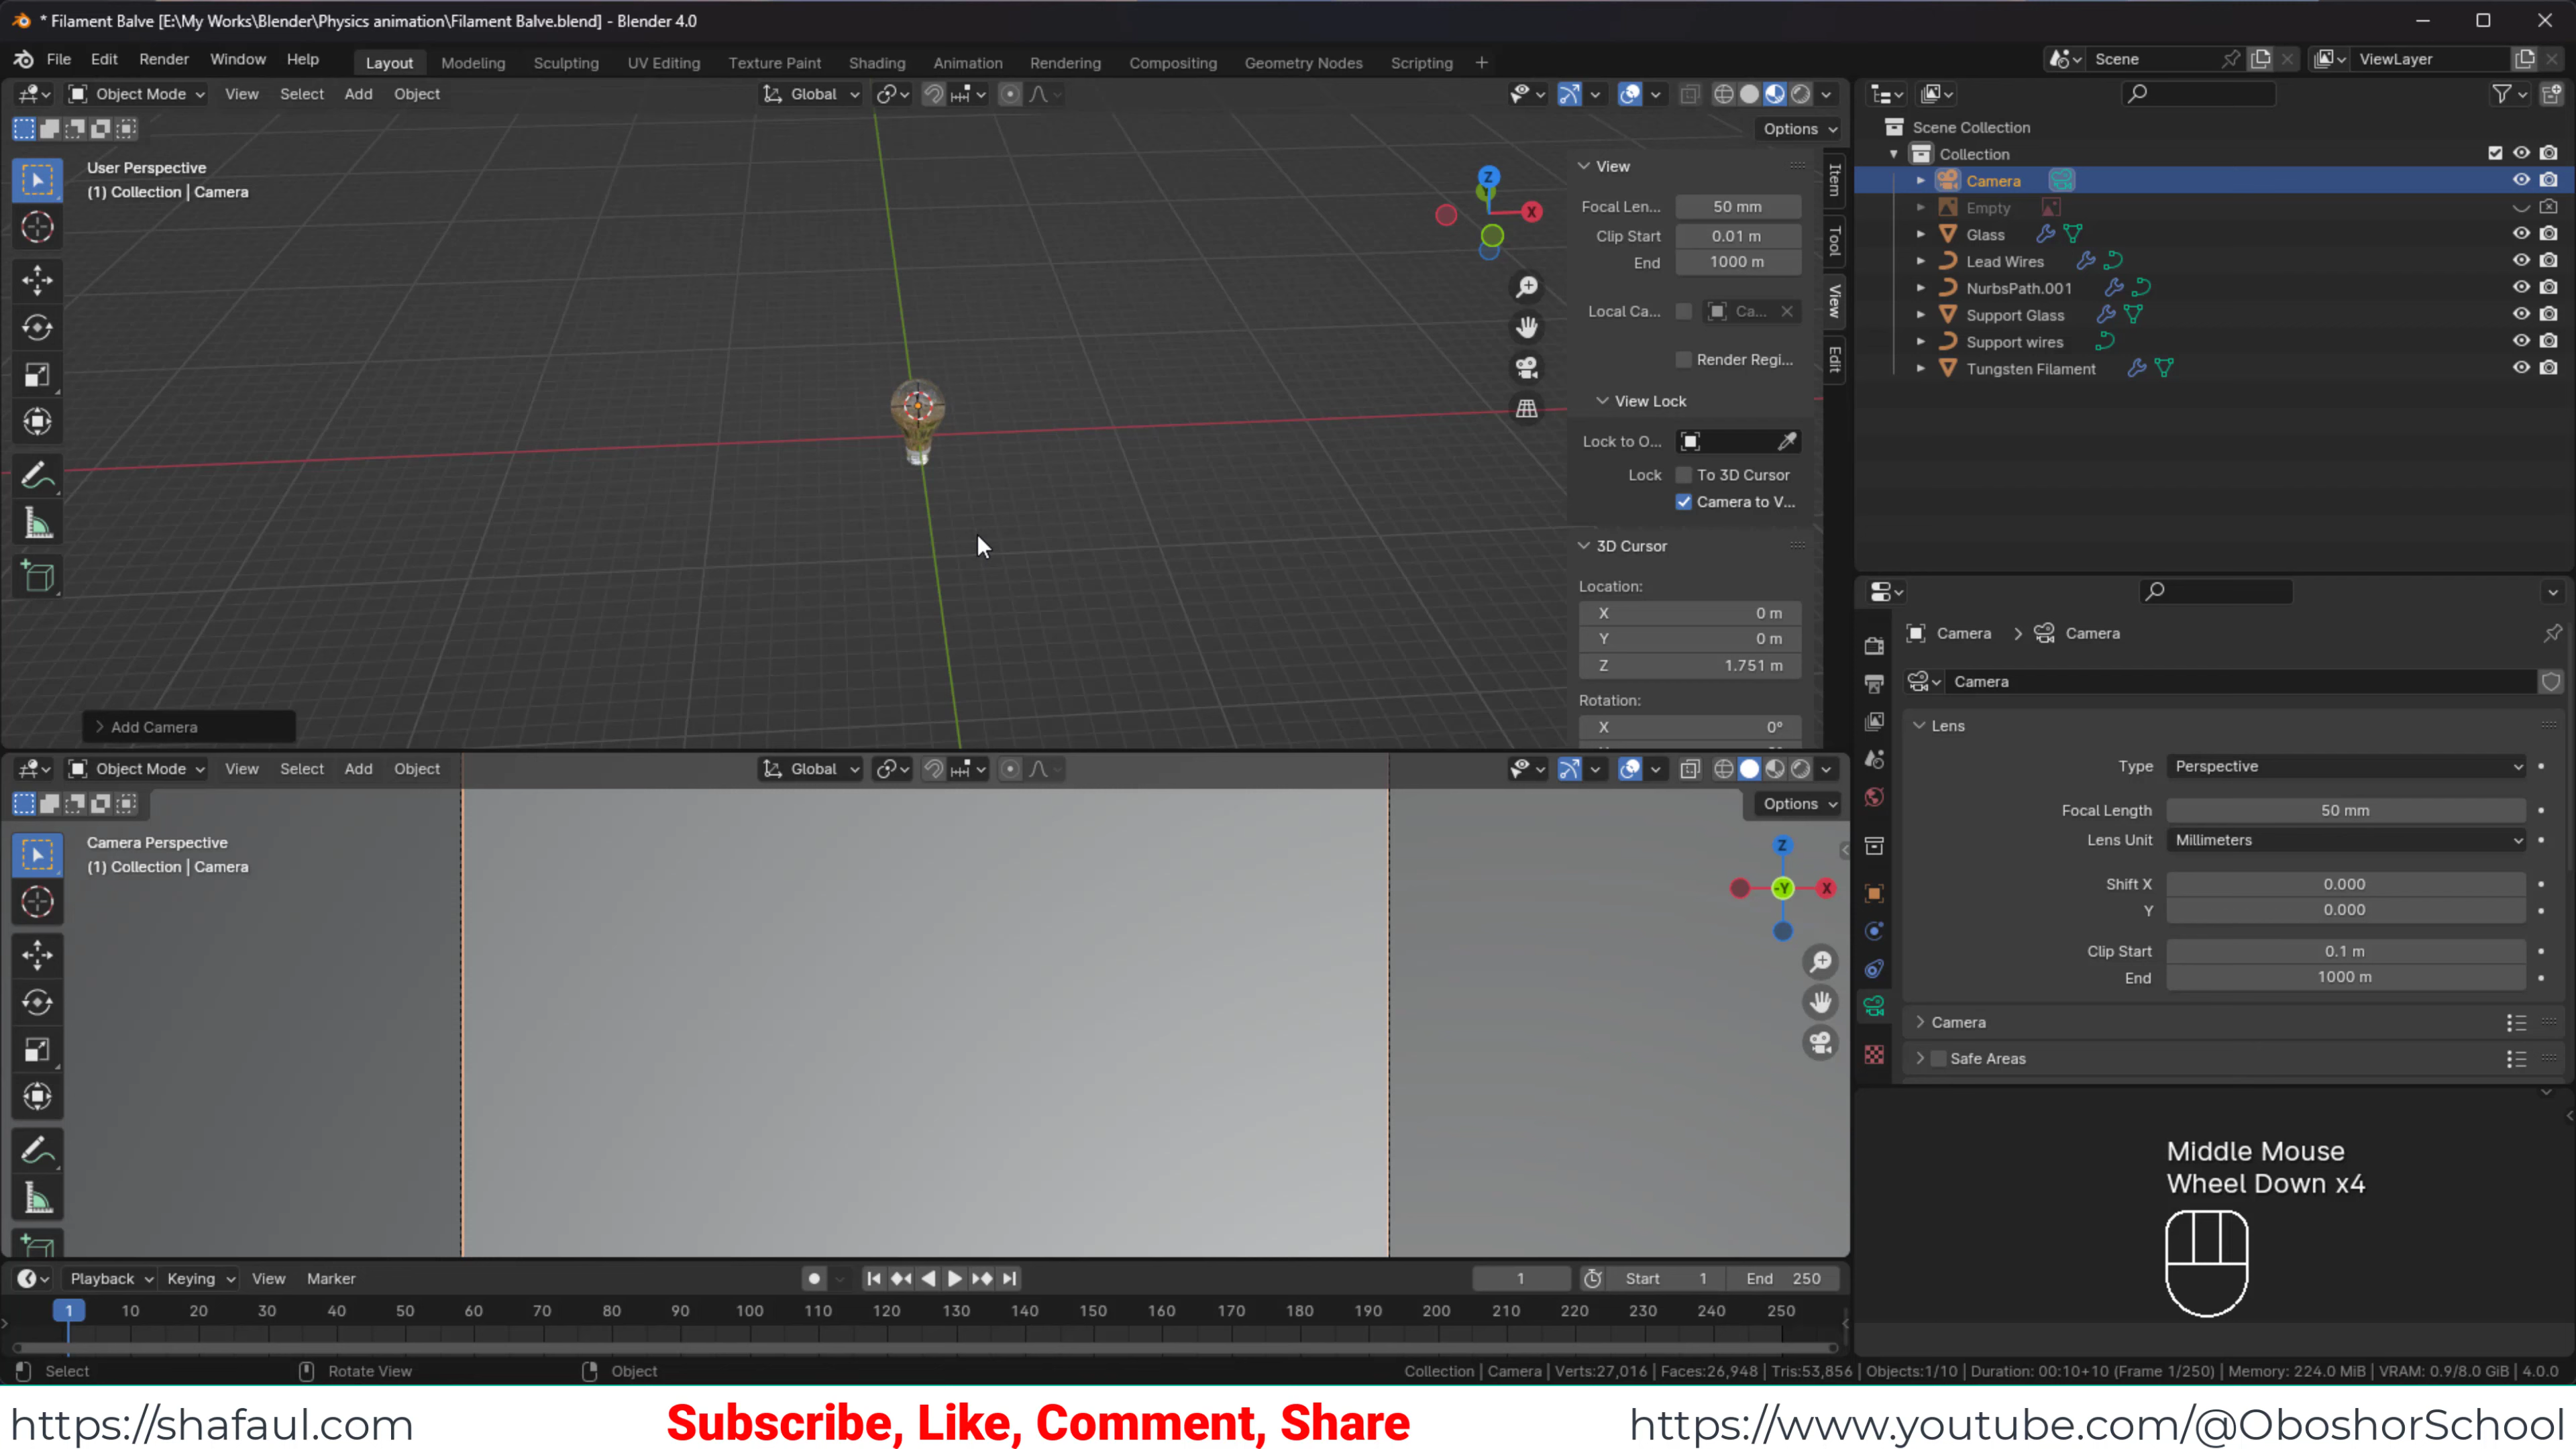 * Filament Balve [E:\My Works\Blender\Physics animation\Filament Balve.blend] - Blender 4.0
File Edit Render Window Help Layout Modeling Sculpting UV Editing Texture Paint Shading Animation Rendering Compositing Geometry Nodes Scripting + Scene ViewLayer
Object Mode View Select Add Object Global
Options
User Perspective
(1) Collection | Camera
Z
X
View
Focal Len... 50 mm
Clip Start 0.01 m
End 1000 m
Local Ca... Ca...
Render Regi...
View Lock
Lock to O...
Lock To 3D Cursor
Camera to V...
3D Cursor
Location:
X 0 m
Y 0 m
Z 1.751 m
Rotation:
X 0°
Item
Tool
View
Edit
Add Camera
Scene Collection
Collection
Camera
Empty
Glass
Lead Wires
NurbsPath.001
Support Glass
Support wires
Tungsten Filament
Camera > Camera
Camera
Lens
Type Perspective
Focal Length 50 mm
Lens Unit Millimeters
Shift X 0.000
Y 0.000
Clip Start 0.1 m
End 1000 m
Camera
Safe Areas
Object Mode View Select Add Object Global
Options
Camera Perspective
(1) Collection | Camera
Z
-Y
X
Middle Mouse
Wheel Down x4
Playback Keying View Marker 1 Start 1 End 250
1 10 20 30 40 50 60 70 80 90 100 110 120 130 140 150 160 170 180 190 200 210 220 230 240 250
Select Rotate View Object Collection | Camera | Verts:27,016 | Faces:26,948 | Tris:53,856 | Objects:1/10 | Duration: 00:10+10 (Frame 1/250) | Memory: 224.0 MiB | VRAM: 0.9/8.0 GiB | 4.0.0
https://shafaul.com Subscribe, Like, Comment, Share https://www.youtube.com/@OboshorSchool